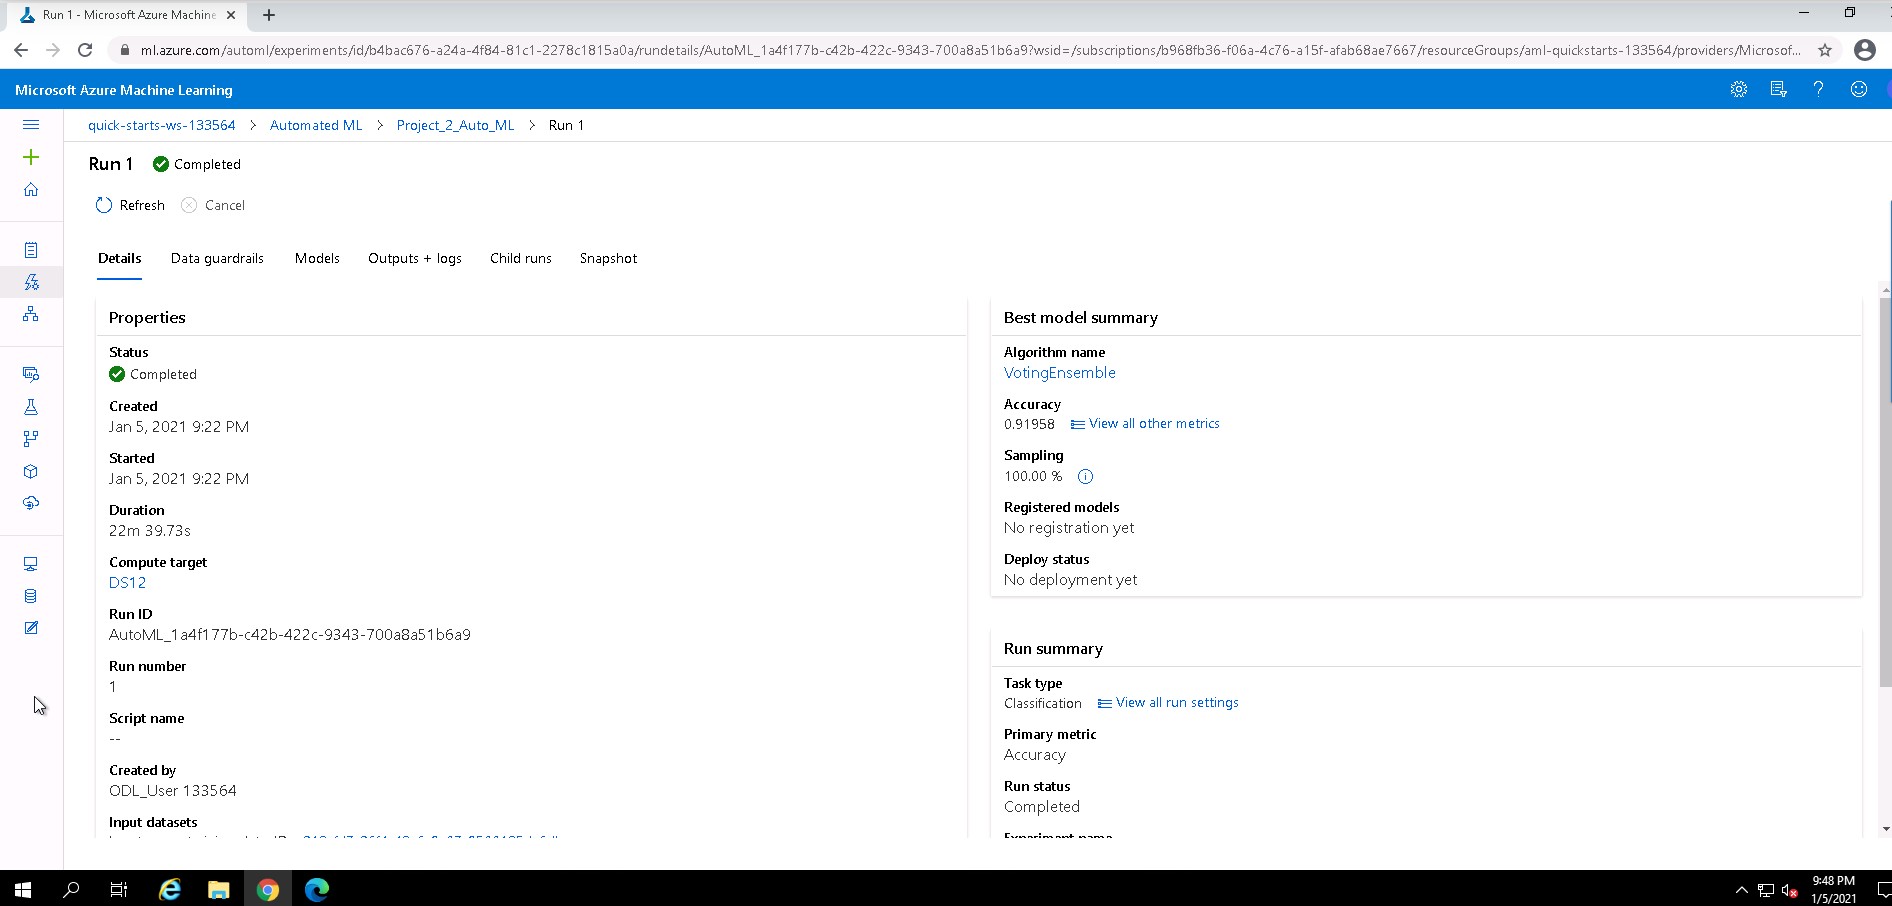 Run 1 - Microsoft Azure Machine
ml.azure.com/automl/experiments/id/b4bac676-a24a-4f84-81c1-2278c1815a0a/rundetails/AutoML_1a4f177b-c42b-422c-9343-700a8a51b6a9?wsid=/subscriptions/b968fb36-f06a-4c76-a15f-afab68ae7667/resourceGroups/aml-quickstarts-133564/providers/Microsof...
Microsoft Azure Machine Learning
quick-starts-ws-133564 > Automated ML > Project_2_Auto_ML > Run 1
Run 1 Completed
Refresh Cancel
Details Data guardrails Models Outputs + logs Child runs Snapshot
Properties
Status
Completed
Created
Jan 5, 2021 9:22 PM
Started
Jan 5, 2021 9:22 PM
Duration
22m 39.73s
Compute target
DS12
Run ID
AutoML_1a4f177b-c42b-422c-9343-700a8a51b6a9
Run number
1
Script name
--
Created by
ODL_User 133564
Input datasets
Best model summary
Algorithm name
VotingEnsemble
Accuracy
0.91958 View all other metrics
Sampling
100.00 %
Registered models
No registration yet
Deploy status
No deployment yet
Run summary
Task type
Classification View all run settings
Primary metric
Accuracy
Run status
Completed
Experiment name
9:48 PM
1/5/2021